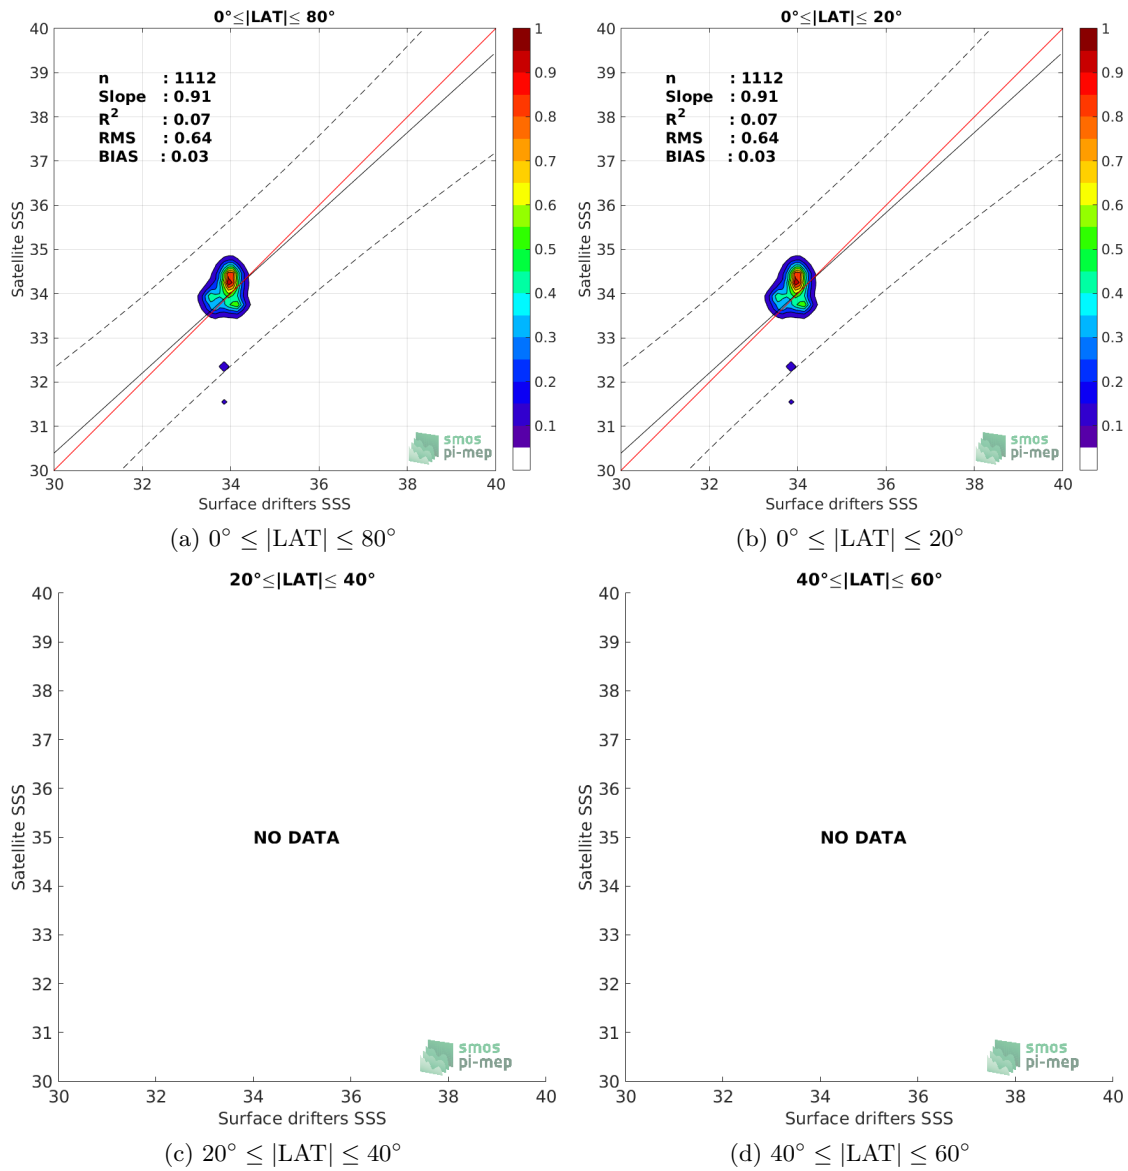 0°≤|LAT|≤ 80°
Satellite SSS
40
39
38
37
36
35
34
33
32
31
30
n : 1112
Slope : 0.91
R² : 0.07
RMS : 0.64
BIAS : 0.03
1
0.9
0.8
0.7
0.6
0.5
0.4
0.3
0.2
0.1
smos
pi-mep
30 32 34 36 38 40
Surface drifters SSS
(a) 0° ≤ |LAT| ≤ 80°
0°≤|LAT|≤ 20°
Satellite SSS
40
39
38
37
36
35
34
33
32
31
30
n : 1112
Slope : 0.91
R² : 0.07
RMS : 0.64
BIAS : 0.03
1
0.9
0.8
0.7
0.6
0.5
0.4
0.3
0.2
0.1
smos
pi-mep
30 32 34 36 38 40
Surface drifters SSS
(b) 0° ≤ |LAT| ≤ 20°
20°≤|LAT|≤ 40°
Satellite SSS
40
39
38
37
36
35
34
33
32
31
30
NO DATA
smos
pi-mep
30 32 34 36 38 40
Surface drifters SSS
(c) 20° ≤ |LAT| ≤ 40°
40°≤|LAT|≤ 60°
Satellite SSS
40
39
38
37
36
35
34
33
32
31
30
NO DATA
smos
pi-mep
30 32 34 36 38 40
Surface drifters SSS
(d) 40° ≤ |LAT| ≤ 60°